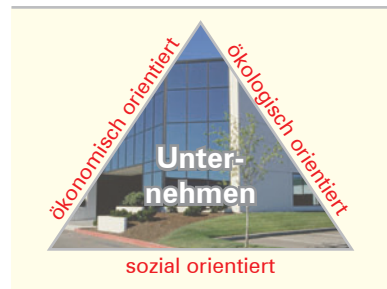 ökonomisch orientiert
ökologisch orientiert
Unter-
nehmen
sozial orientiert